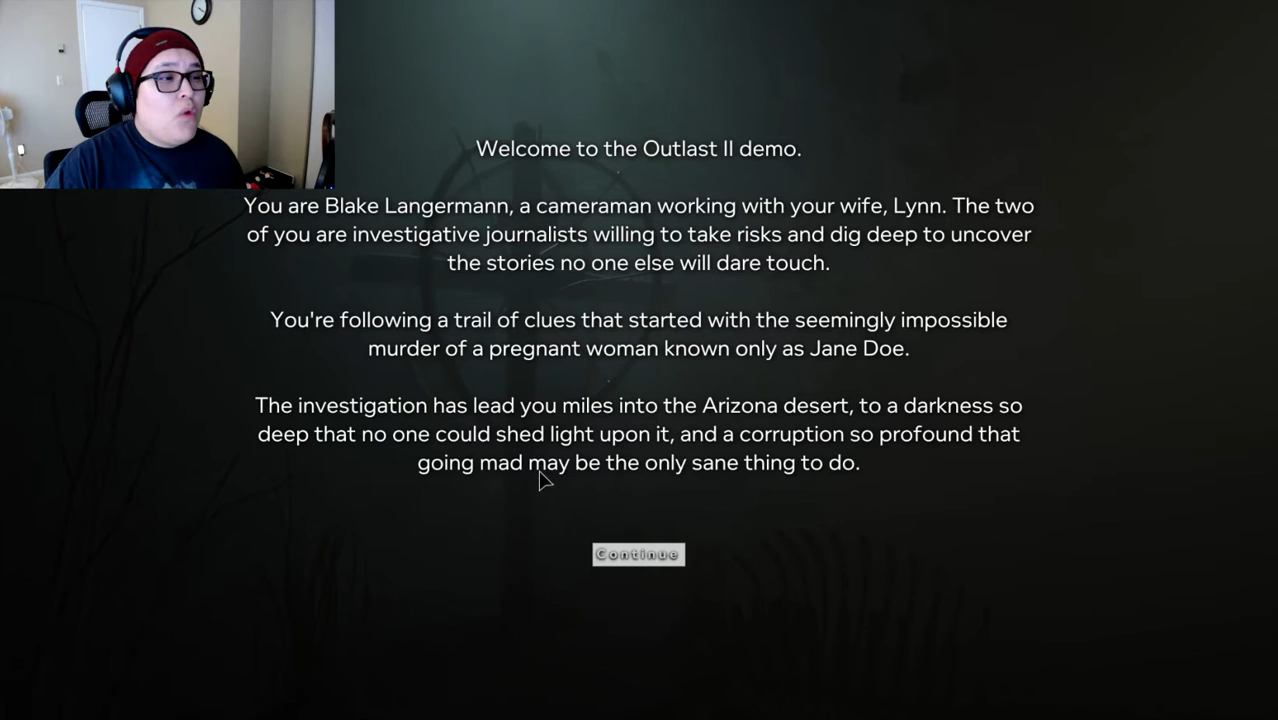 Welcome to the Outlast II demo.
You are Blake Langermann, a cameraman working with your wife, Lynn. The two
of you are investigative journalists willing to take risks and dig deep to uncover
the stories no one else will dare touch.
You're following a trail of clues that started with the seemingly impossible
murder of a pregnant woman known only as Jane Doe.
The investigation has lead you miles into the Arizona desert, to a darkness so
deep that no one could shed light upon it, and a corruption so profound that
going mad may be the only sane thing to do.
Continue